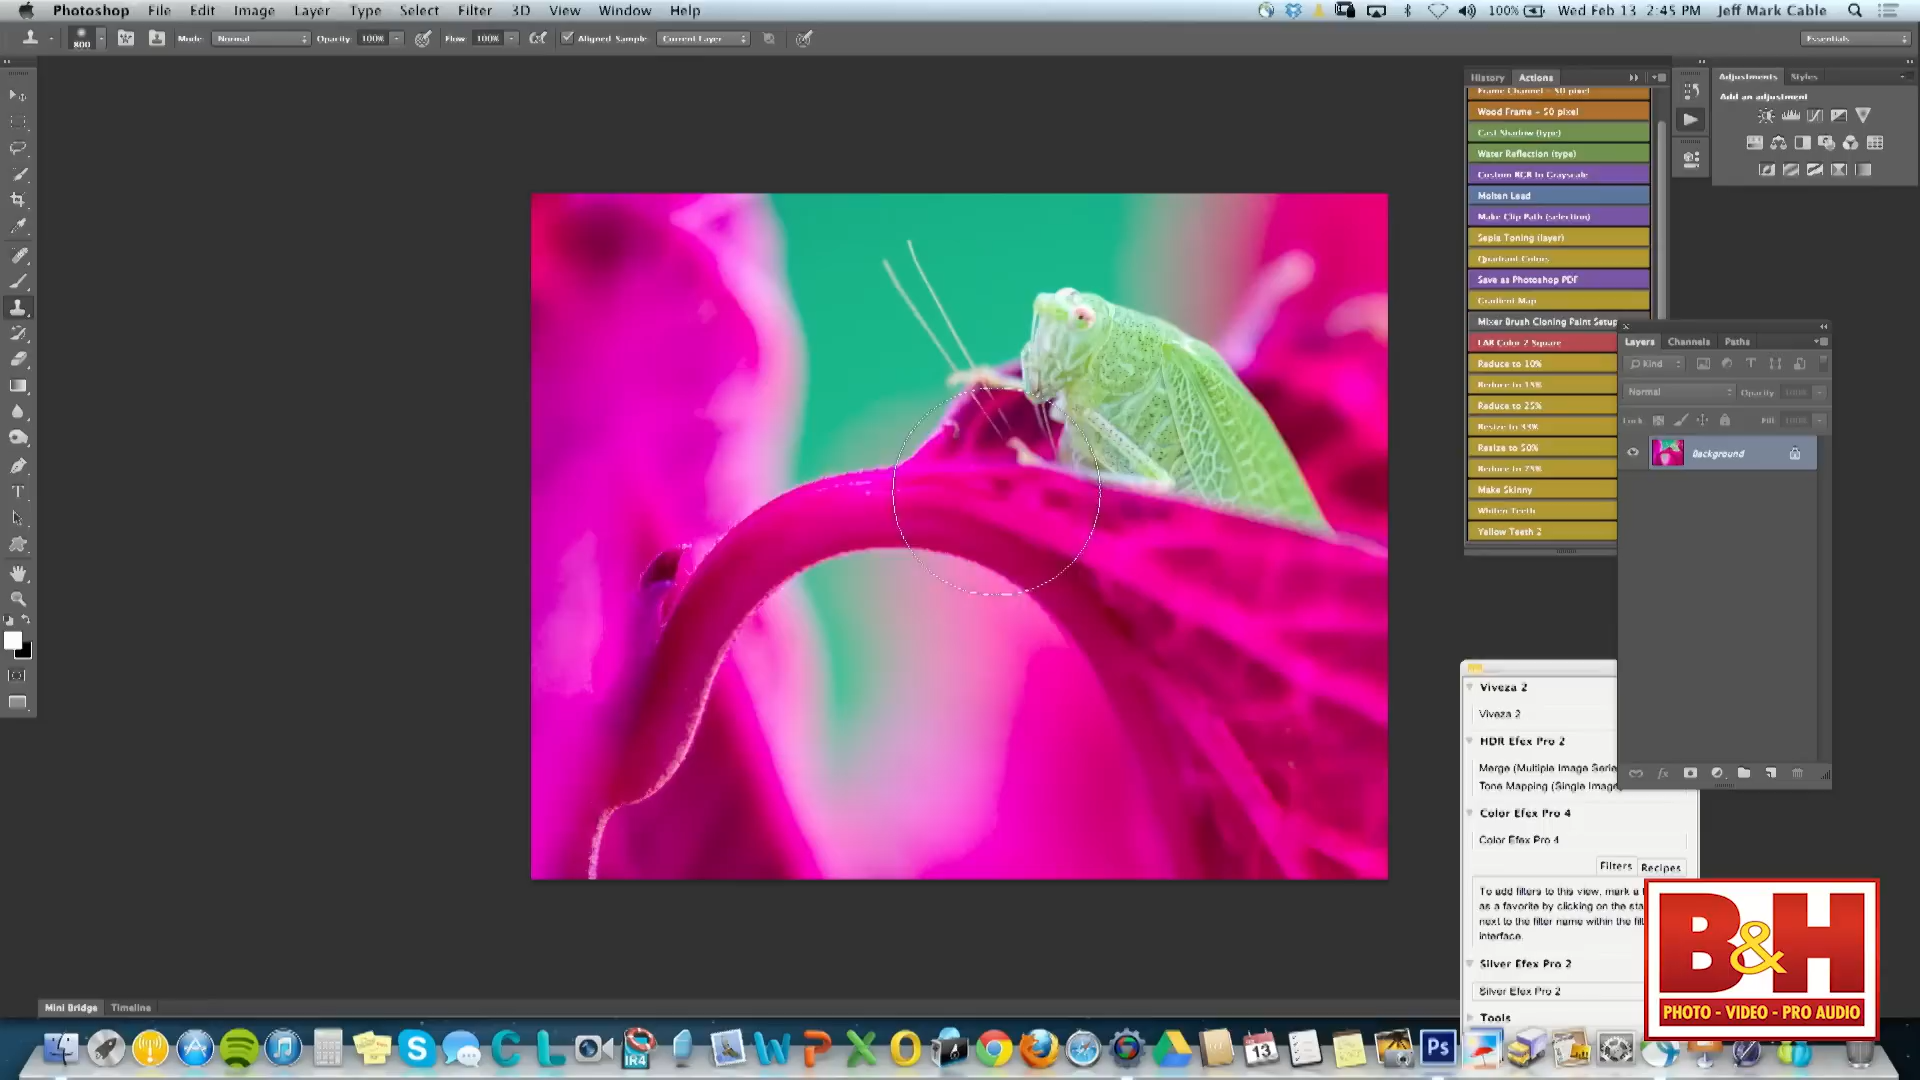 Photoshop File Edit Image Layer Type Select Filter 3D View Window Help
100% Wed Feb 13 2:45 PM Jeff Mark Cable
800 Mode: Normal Opacity: 100% Flow: 100% Aligned Sample: Current Layer Essentials
History Actions
Frame Channel - 50 pixel
Wood Frame - 50 pixel
Cast Shadow (type)
Water Reflection (type)
Custom RGB to Grayscale
Molten Lead
Make Clip Path (selection)
Sepia Toning (layer)
Quadrant Colors
Save as Photoshop PDF
Gradient Map
Mixer Brush Cloning Paint Setup
LAB Color 2 Square
Reduce to 10%
Reduce to 15%
Reduce to 25%
Resize to 33%
Resize to 50%
Reduce to 75%
Make Skinny
Whiten Teeth
Yellow Teeth 2
Adjustments Styles
Add an adjustment
Layers Channels Paths
Kind
Normal Opacity: 100%
Lock: Fill: 100%
Background
Viveza 2
Viveza 2
HDR Efex Pro 2
Merge (Multiple Image Serie
Tone Mapping (Single Image)
Color Efex Pro 4
Color Efex Pro 4
Filters Recipes
To add filters to this view, mark a f
as a favorite by clicking on the sta
next to the filter name within the filt
interface.
Silver Efex Pro 2
Silver Efex Pro 2
Tools
B&H
PHOTO - VIDEO - PRO AUDIO
Mini Bridge Timeline
IR4
13
Ps